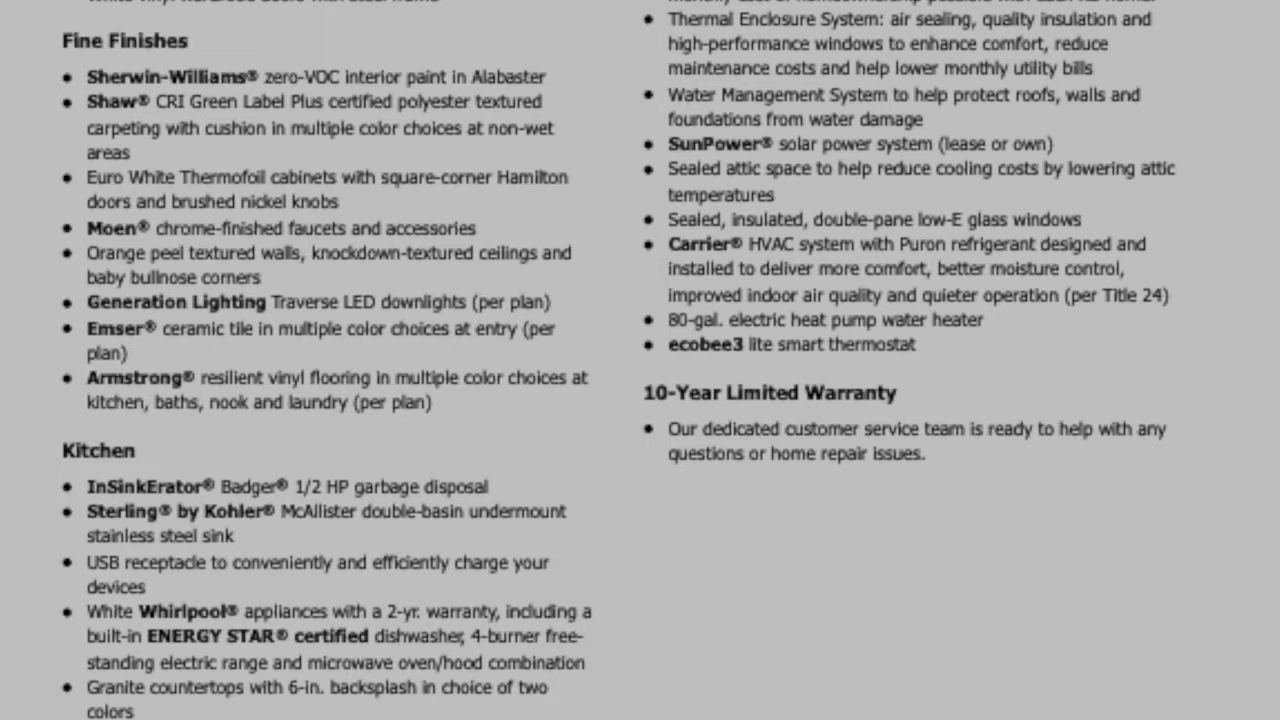 Fine Finishes
• Sherwin-Williams® zero-VOC interior paint in Alabaster
• Shaw® CRI Green Label Plus certified polyester textured
carpeting with cushion in multiple color choices at non-wet
areas
• Euro White Thermofoil cabinets with square-corner Hamilton
doors and brushed nickel knobs
• Moen® chrome-finished faucets and accessories
• Orange peel textured walls, knockdown-textured ceilings and
baby bullnose corners
• Generation Lighting Traverse LED downlights (per plan)
• Emser® ceramic tile in multiple color choices at entry (per
plan)
• Armstrong® resilient vinyl flooring in multiple color choices at
kitchen, baths, nook and laundry (per plan)
Kitchen
• InSinkErator® Badger® 1/2 HP garbage disposal
• Sterling® by Kohler® McAllister double-basin undermount
stainless steel sink
• USB receptacle to conveniently and efficiently charge your
devices
• White Whirlpool® appliances with a 2-yr. warranty, including a
built-in ENERGY STAR® certified dishwasher, 4-burner free-
standing electric range and microwave oven/hood combination
• Granite countertops with 6-in. backsplash in choice of two
colors
• Thermal Enclosure System: air sealing, quality insulation and
high-performance windows to enhance comfort, reduce
maintenance costs and help lower monthly utility bills
• Water Management System to help protect roofs, walls and
foundations from water damage
• SunPower® solar power system (lease or own)
• Sealed attic space to help reduce cooling costs by lowering attic
temperatures
• Sealed, insulated, double-pane low-E glass windows
• Carrier® HVAC system with Puron refrigerant designed and
installed to deliver more comfort, better moisture control,
improved indoor air quality and quieter operation (per Title 24)
• 80-gal. electric heat pump water heater
• ecobee3 lite smart thermostat
10-Year Limited Warranty
• Our dedicated customer service team is ready to help with any
questions or home repair issues.